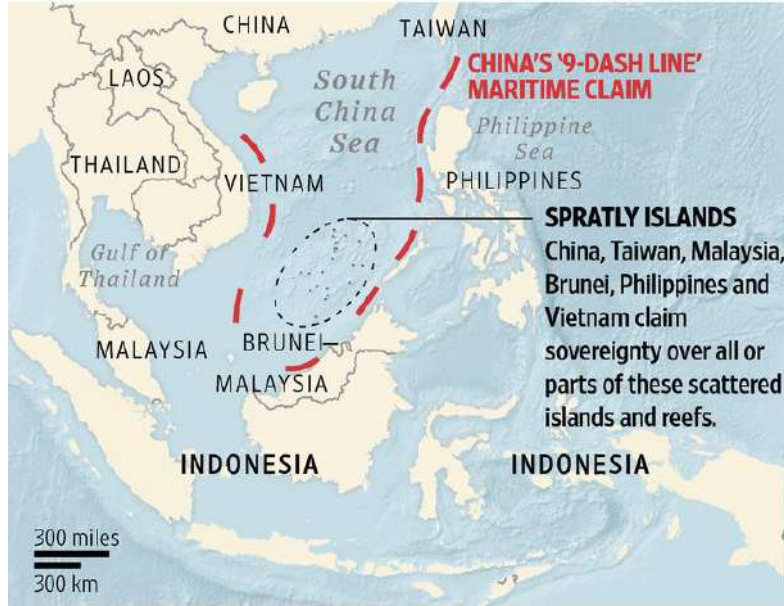 CHINA
TAIWAN
CHINA'S '9-DASH LINE'
MARITIME CLAIM
LAOS
South
China
Sea
Philippine
Sea
THAILAND
VIETNAM
PHILIPPINES
SPRATLY ISLANDS
China, Taiwan, Malaysia,
Brunei, Philippines and
Vietnam claim
sovereignty over all or
parts of these scattered
islands and reefs.
Gulf of
Thailand
MALAYSIA
BRUNEI
MALAYSIA
INDONESIA
INDONESIA
300 miles
300 km